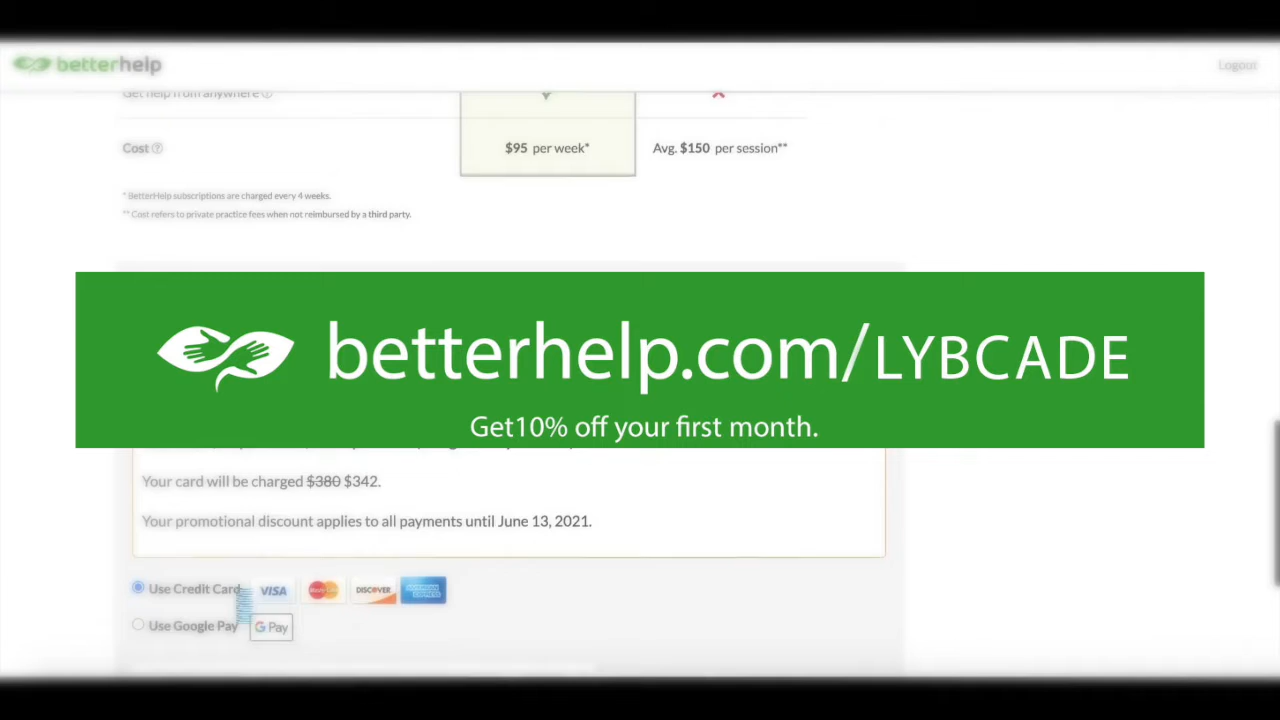 betterhelp
Logout
Get help from anywhere
Cost
$95 per week*
Avg. $150 per session**
* BetterHelp subscriptions are charged every 4 weeks.
** Cost refers to private practice fees when not reimbursed by a third party.
betterhelp.com/LYBCADE
Get10% off your first month.
Your card will be charged $380 $342.
Your promotional discount applies to all payments until June 13, 2021.
Use Credit Card
VISA
DISCOVER
Use Google Pay
G Pay